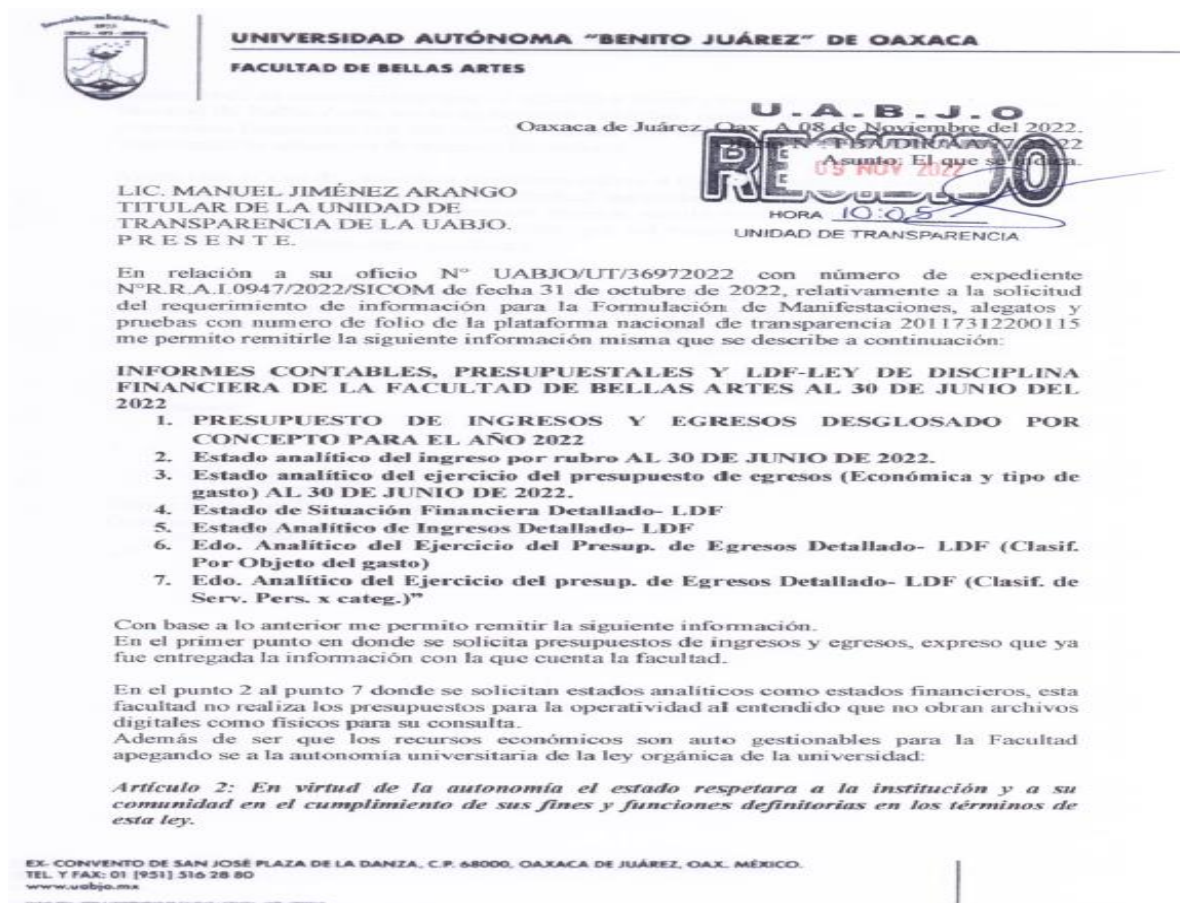 UNIVERSIDAD AUTÓNOMA “BENITO JUÁREZ” DE OAXACA
FACULTAD DE BELLAS ARTES
U.A.B.J.O
Oaxaca de Juárez, Oax. A 08 de Noviembre del 2022.
RECIBIDO
Asunto: El que se indica.
09 NOV 2022
HORA 10:05
UNIDAD DE TRANSPARENCIA
LIC. MANUEL JIMÉNEZ ARANGO
TITULAR DE LA UNIDAD DE
TRANSPARENCIA DE LA UABJO.
P R E S E N T E.
En relación a su oficio N° UABJO/UT/36972022 con número de expediente
N°R.R.A.I.0947/2022/SICOM de fecha 31 de octubre de 2022, relativamente a la solicitud
del requerimiento de información para la Formulación de Manifestaciones, alegatos y
pruebas con numero de folio de la plataforma nacional de transparencia 20117312200115
me permito remitirle la siguiente información misma que se describe a continuación:
INFORMES CONTABLES, PRESUPUESTALES Y LDF-LEY DE DISCIPLINA
FINANCIERA DE LA FACULTAD DE BELLAS ARTES AL 30 DE JUNIO DEL
2022
1. PRESUPUESTO DE INGRESOS Y EGRESOS DESGLOSADO POR
CONCEPTO PARA EL AÑO 2022
2. Estado analítico del ingreso por rubro AL 30 DE JUNIO DE 2022.
3. Estado analítico del ejercicio del presupuesto de egresos (Económica y tipo de
gasto) AL 30 DE JUNIO DE 2022.
4. Estado de Situación Financiera Detallado- LDF
5. Estado Analítico de Ingresos Detallado- LDF
6. Edo. Analítico del Ejercicio del Presup. de Egresos Detallado- LDF (Clasif.
Por Objeto del gasto)
7. Edo. Analítico del Ejercicio del presup. de Egresos Detallado- LDF (Clasif. de
Serv. Pers. x categ.)”
Con base a lo anterior me permito remitir la siguiente información.
En el primer punto en donde se solicita presupuestos de ingresos y egresos, expreso que ya
fue entregada la información con la que cuenta la facultad.
En el punto 2 al punto 7 donde se solicitan estados analíticos como estados financieros, esta
facultad no realiza los presupuestos para la operatividad al entendido que no obran archivos
digitales como físicos para su consulta.
Además de ser que los recursos económicos son auto gestionables para la Facultad
apegando se a la autonomía universitaria de la ley orgánica de la universidad:
Artículo 2: En virtud de la autonomía el estado respetara a la institución y a su
comunidad en el cumplimiento de sus fines y funciones definitorias en los términos de
esta ley.
EX- CONVENTO DE SAN JOSÉ PLAZA DE LA DANZA, C.P. 68000, OAXACA DE JUÁREZ, OAX. MÉXICO.
TEL. Y FAX: 01 [951] 516 28 80
www.uabjo.mx